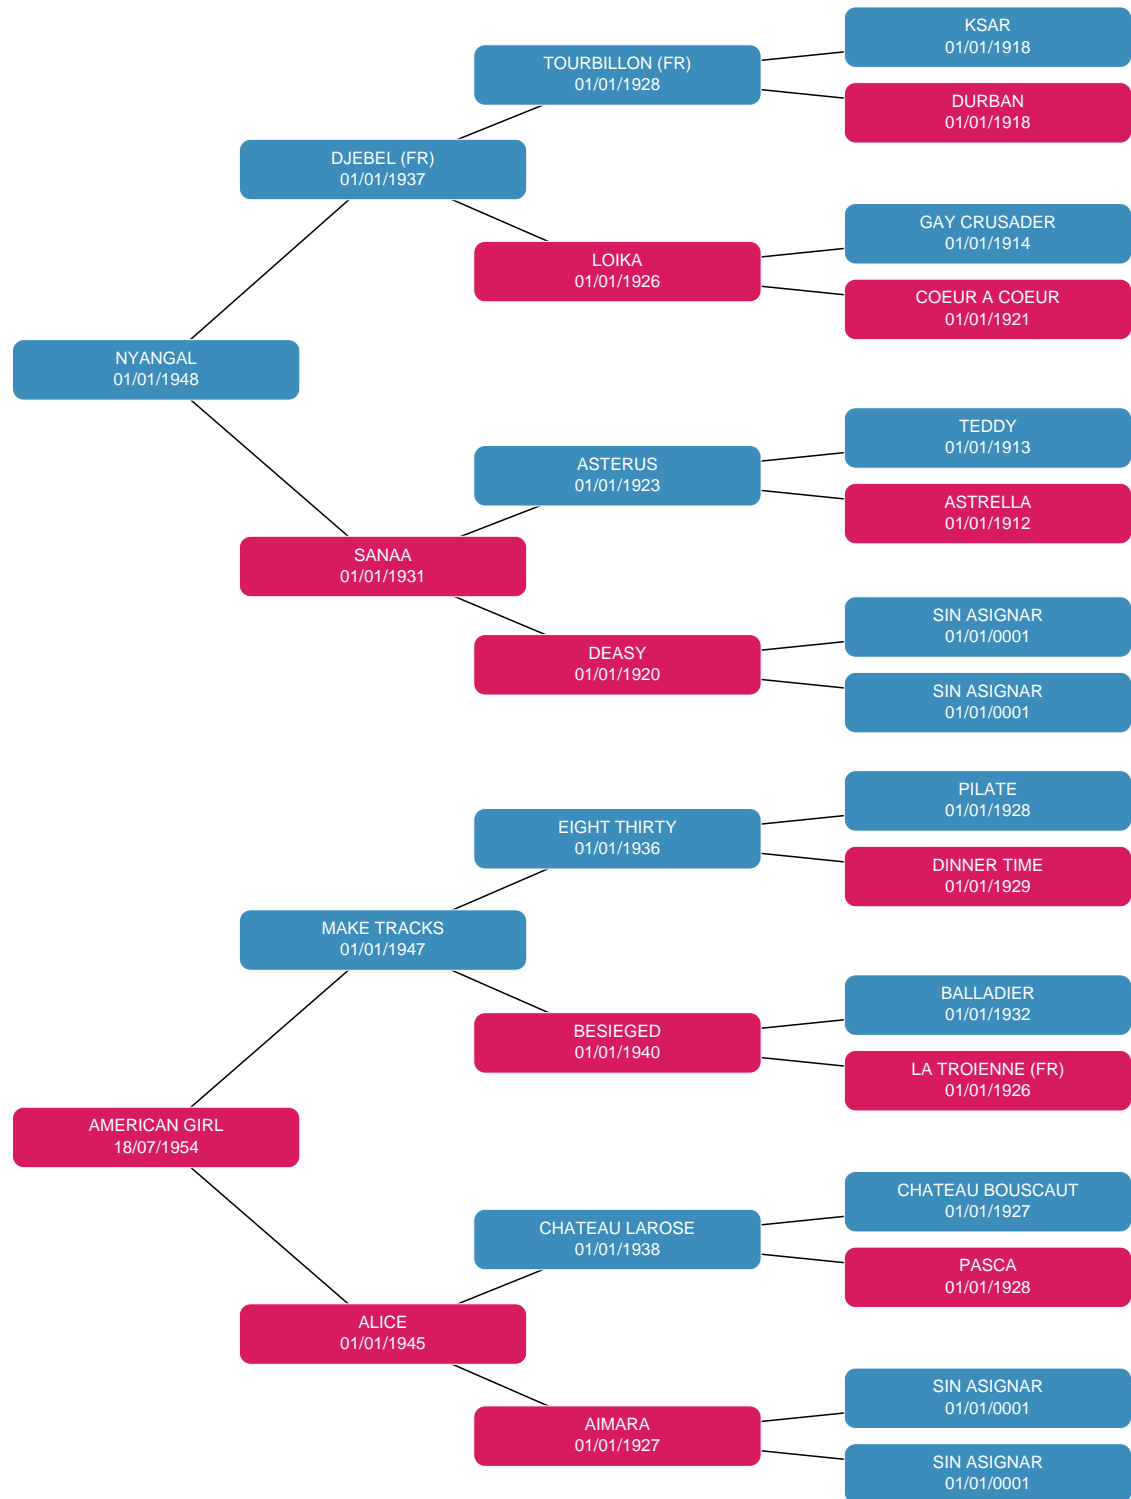 KSAR
01/01/1918
TOURBILLON (FR)
01/01/1928
DURBAN
01/01/1918
DJEBEL (FR)
01/01/1937
GAY CRUSADER
01/01/1914
LOIKA
01/01/1926
COEUR A COEUR
01/01/1921
NYANGAL
01/01/1948
TEDDY
01/01/1913
ASTERUS
01/01/1923
ASTRELLA
01/01/1912
SANAA
01/01/1931
SIN ASIGNAR
01/01/0001
DEASY
01/01/1920
SIN ASIGNAR
01/01/0001
PILATE
01/01/1928
EIGHT THIRTY
01/01/1936
DINNER TIME
01/01/1929
MAKE TRACKS
01/01/1947
BALLADIER
01/01/1932
BESIEGED
01/01/1940
LA TROIENNE (FR)
01/01/1926
AMERICAN GIRL
18/07/1954
CHATEAU BOUSCAUT
01/01/1927
CHATEAU LAROSE
01/01/1938
PASCA
01/01/1928
ALICE
01/01/1945
SIN ASIGNAR
01/01/0001
AIMARA
01/01/1927
SIN ASIGNAR
01/01/0001